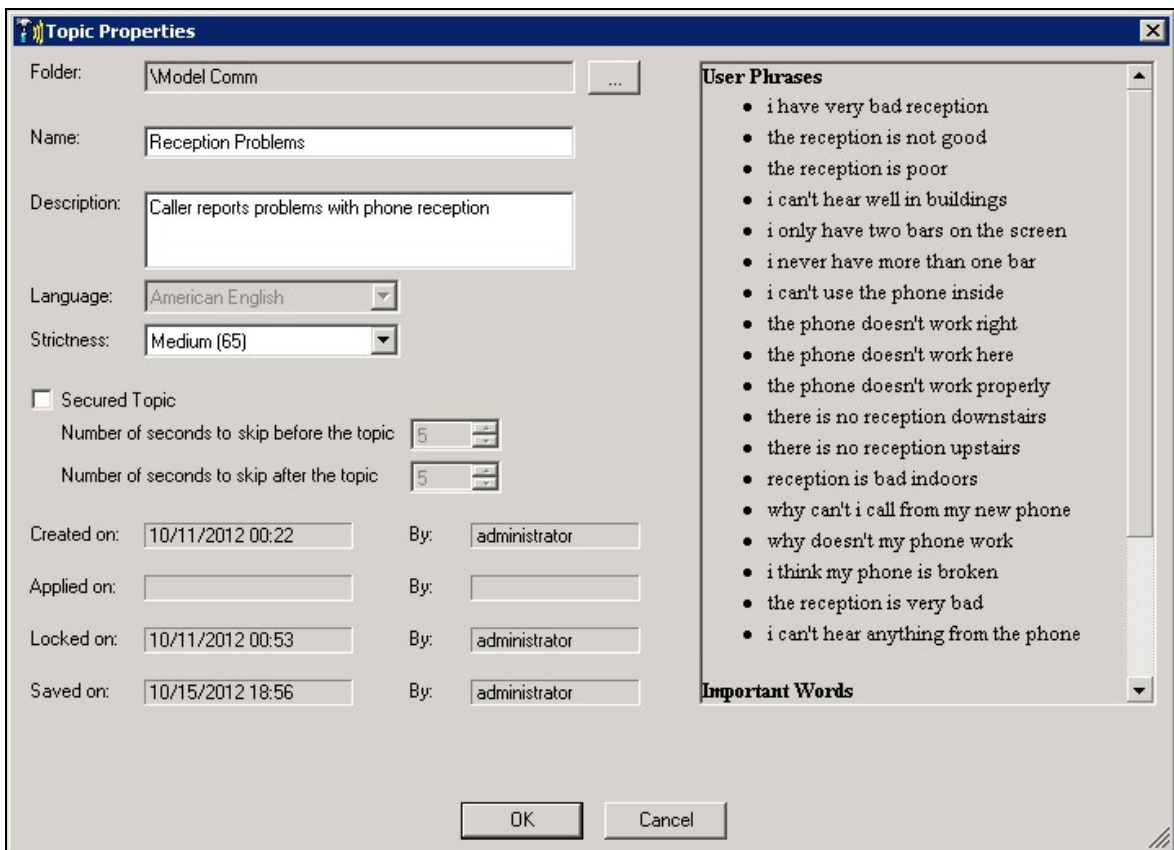 Topic Properties
Folder:
\Model Comm
...
Name:
Reception Problems
Description:
Caller reports problems with phone reception
Language:
American English
Strictness:
Medium (65)
Secured Topic
Number of seconds to skip before the topic
5
Number of seconds to skip after the topic
5
Created on:
10/11/2012 00:22
By:
administrator
Applied on:
By:
Locked on:
10/11/2012 00:53
By:
administrator
Saved on:
10/15/2012 18:56
By:
administrator
User Phrases
• i have very bad reception
• the reception is not good
• the reception is poor
• i can't hear well in buildings
• i only have two bars on the screen
• i never have more than one bar
• i can't use the phone inside
• the phone doesn't work right
• the phone doesn't work here
• the phone doesn't work properly
• there is no reception downstairs
• there is no reception upstairs
• reception is bad indoors
• why can't i call from my new phone
• why doesn't my phone work
• i think my phone is broken
• the reception is very bad
• i can't hear anything from the phone
Important Words
OK
Cancel